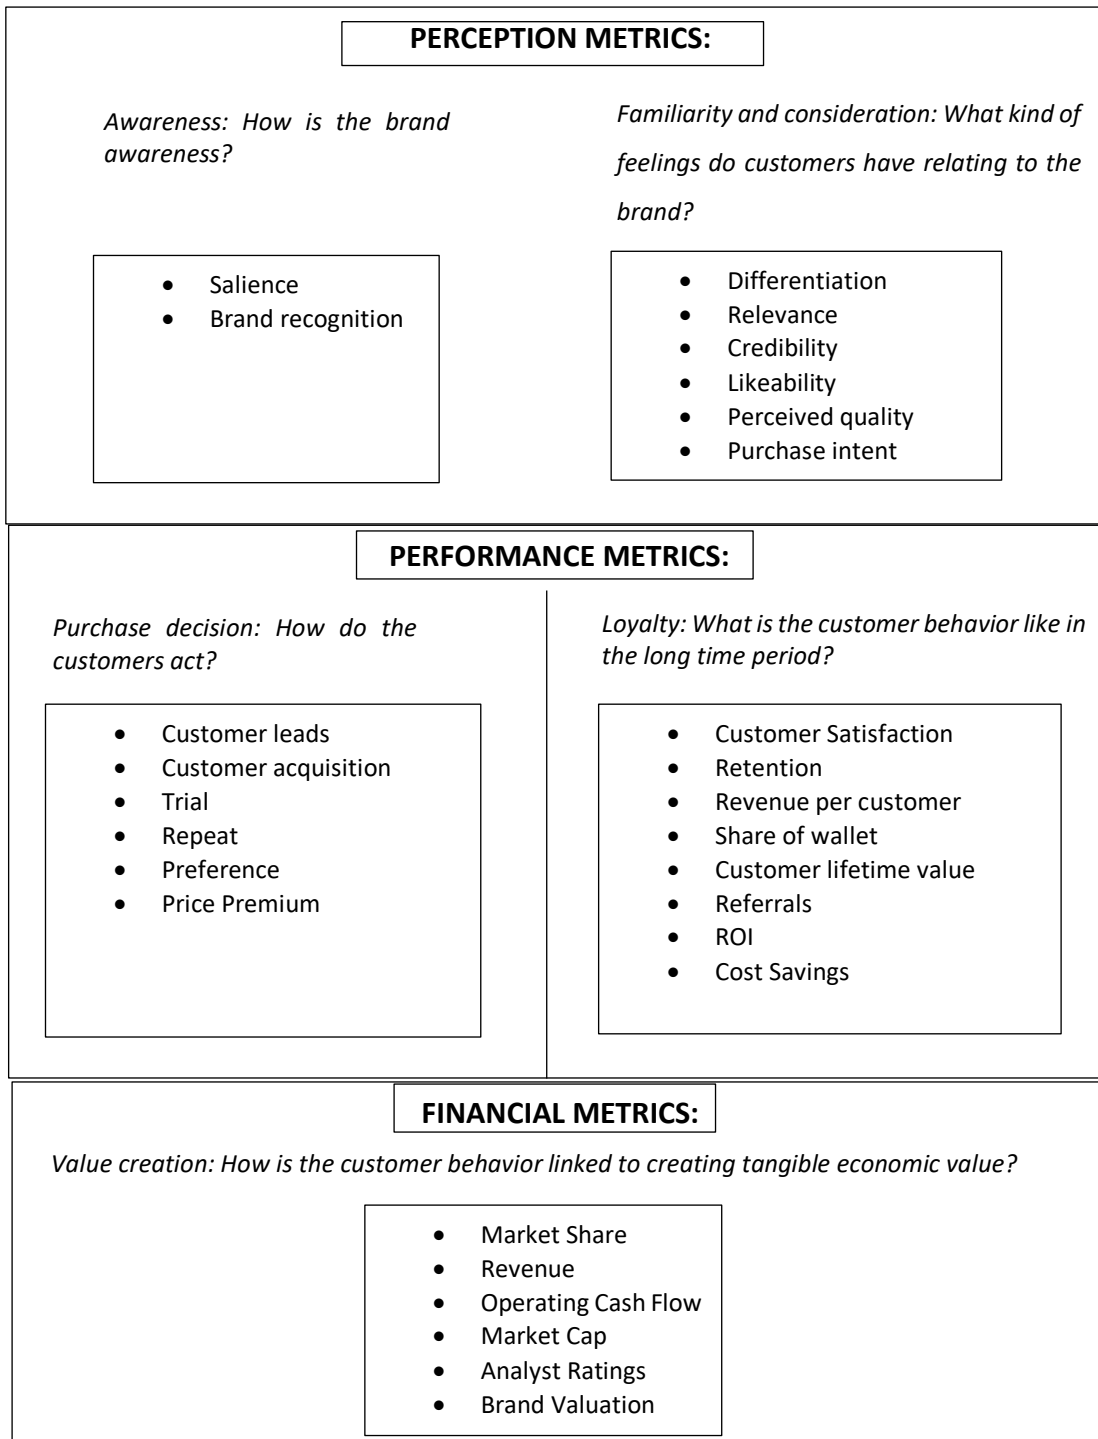 PERCEPTION METRICS:
Awareness: How is the brand
awareness?
• Salience
• Brand recognition
Familiarity and consideration: What kind of
feelings do customers have relating to the
brand?
• Differentiation
• Relevance
• Credibility
• Likeability
• Perceived quality
• Purchase intent
PERFORMANCE METRICS:
Purchase decision: How do the
customers act?
• Customer leads
• Customer acquisition
• Trial
• Repeat
• Preference
• Price Premium
Loyalty: What is the customer behavior like in
the long time period?
• Customer Satisfaction
• Retention
• Revenue per customer
• Share of wallet
• Customer lifetime value
• Referrals
• ROI
• Cost Savings
FINANCIAL METRICS:
Value creation: How is the customer behavior linked to creating tangible economic value?
• Market Share
• Revenue
• Operating Cash Flow
• Market Cap
• Analyst Ratings
• Brand Valuation